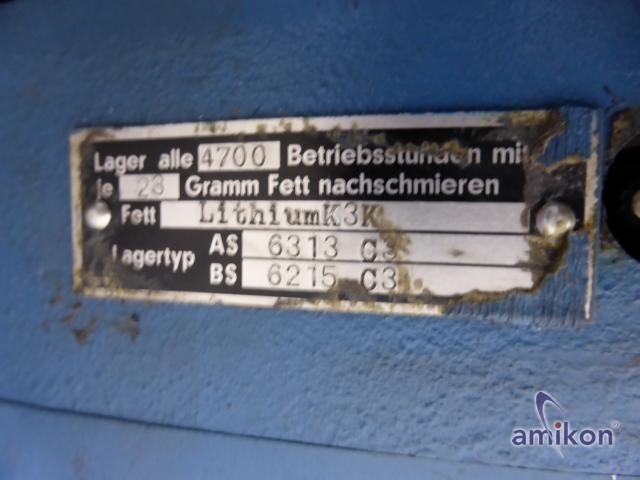 Lager alle 4700 Betriebsstunden mit
je 23 Gramm Fett nachschmieren
Fett LithiumK3K
Lagertyp AS 6313 C3
BS 6215 C3
amikon®